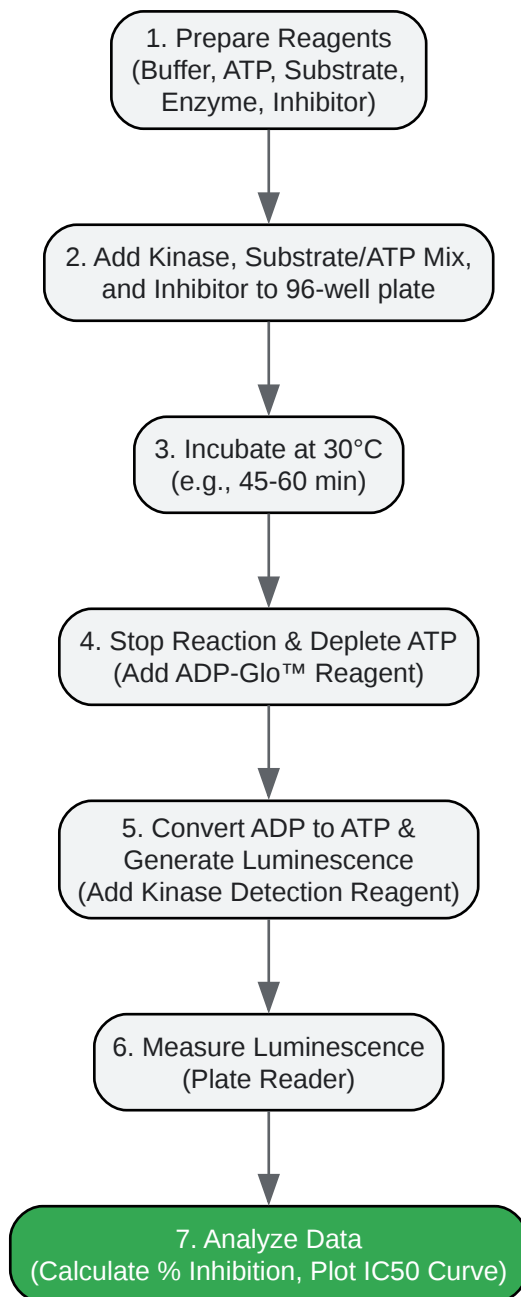 1. Prepare Reagents
(Buffer, ATP, Substrate,
Enzyme, Inhibitor)
2. Add Kinase, Substrate/ATP Mix,
and Inhibitor to 96-well plate
3. Incubate at 30°C
(e.g., 45-60 min)
4. Stop Reaction & Deplete ATP
(Add ADP-Glo™ Reagent)
5. Convert ADP to ATP &
Generate Luminescence
(Add Kinase Detection Reagent)
6. Measure Luminescence
(Plate Reader)
7. Analyze Data
(Calculate % Inhibition, Plot IC50 Curve)